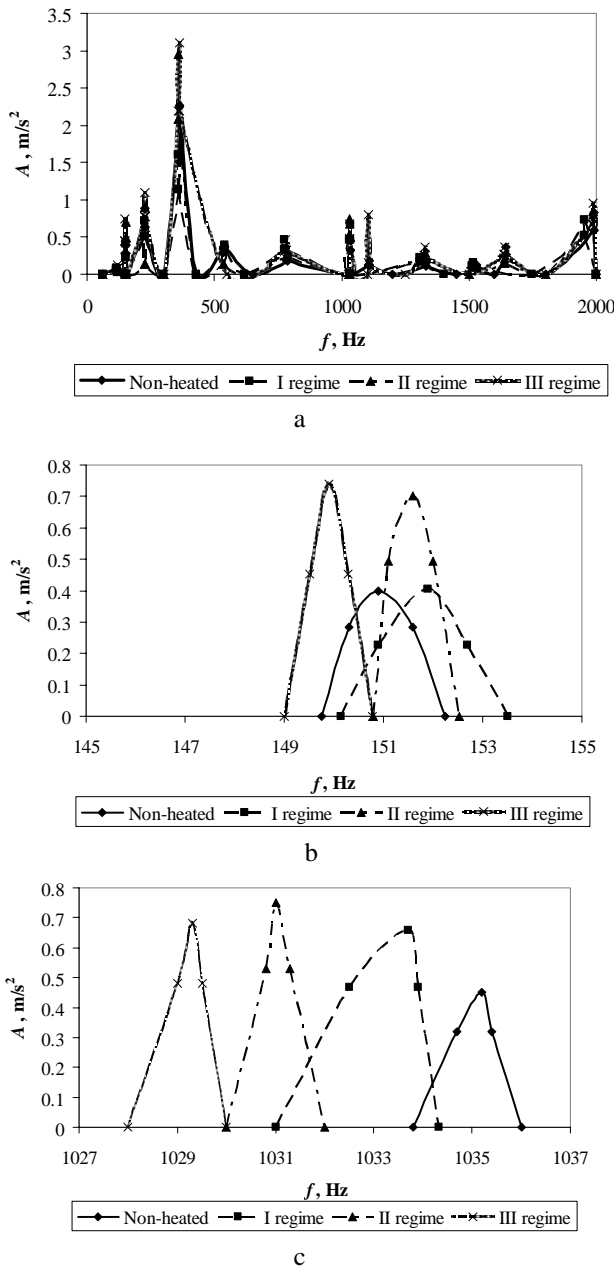 3.5
3
2.5
2
1.5
1
0.5
0
A , m/s²
0 500 1000 1500 2000
f, Hz
Non-heated I regime II regime III regime
a
0.8
0.7
0.6
0.5
0.4
0.3
0.2
0.1
0
A , m/s²
145 147 149 151 153 155
f, Hz
Non-heated I regime II regime III regime
b
0.8
0.7
0.6
0.5
0.4
0.3
0.2
0.1
0
A , m/s²
1027 1029 1031 1033 1035 1037
f, Hz
Non-heated I regime II regime III regime
c